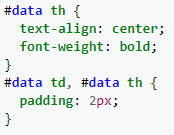 #data th {
  text-align: center;
  font-weight: bold;
}
#data td, #data th {
  padding: 2px;
}